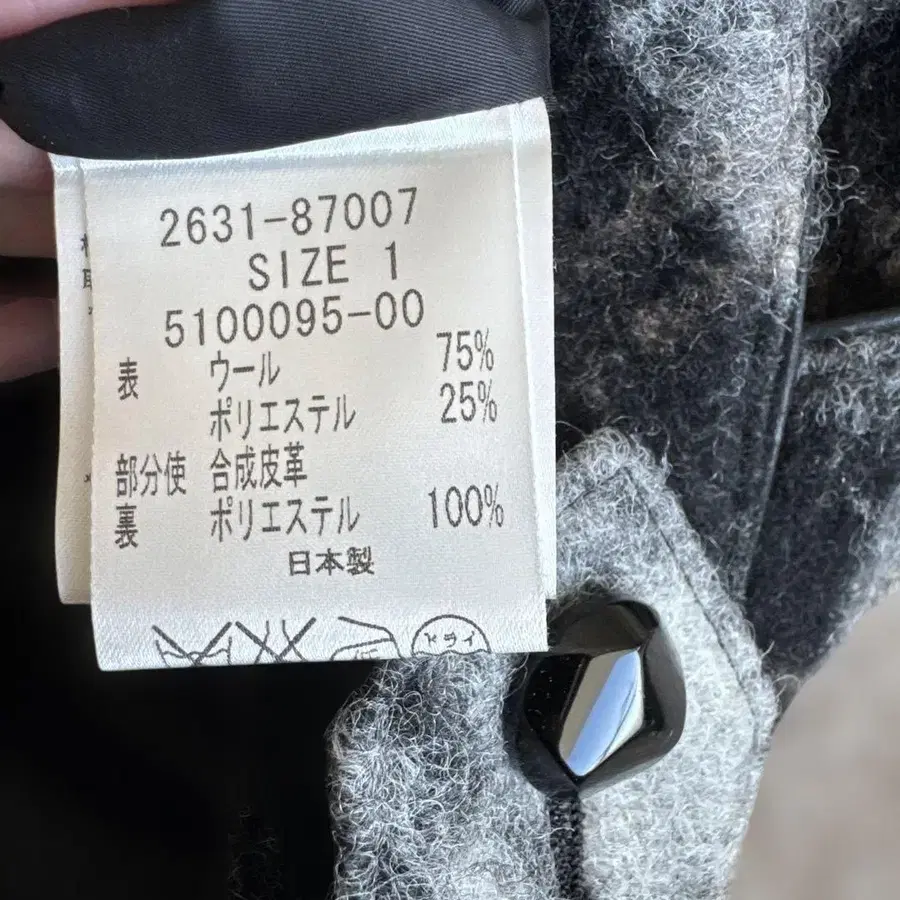 2631-87007
SIZE 1
5100095-00
表 ウール 75%
ポリエステル 25%
部分使 合成皮革
裏 ポリエステル 100%
日本製